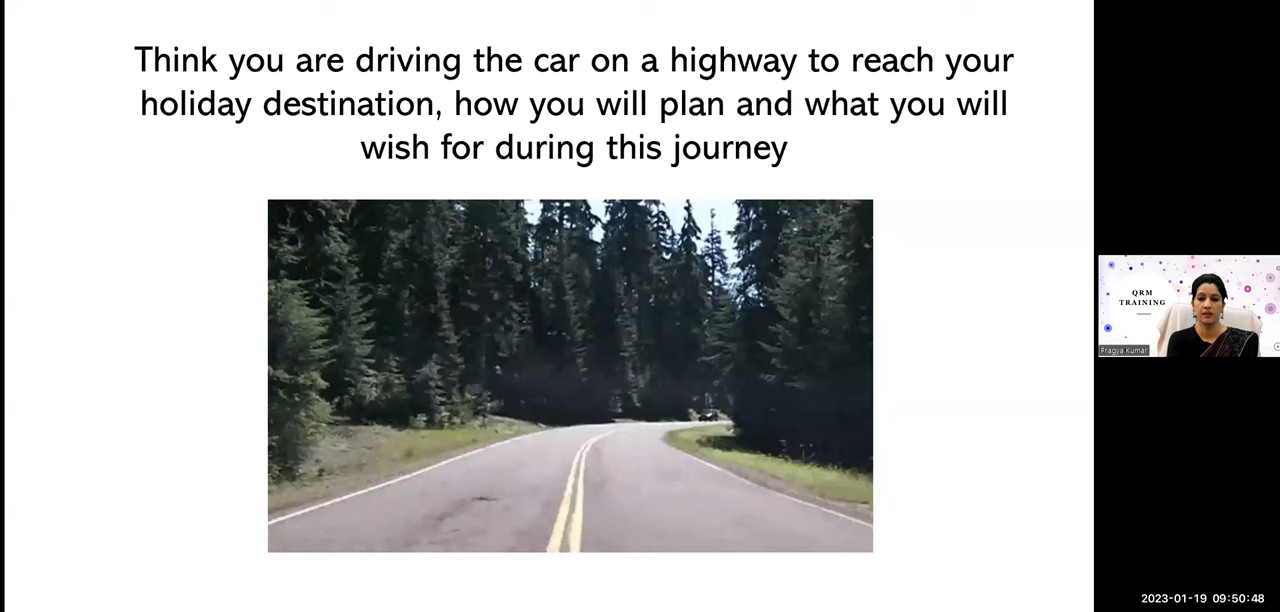 Think you are driving the car on a highway to reach your
holiday destination, how you will plan and what you will
wish for during this journey
QRM
TRAINING
Pragya Kumar
2023-01-19 09:50:48